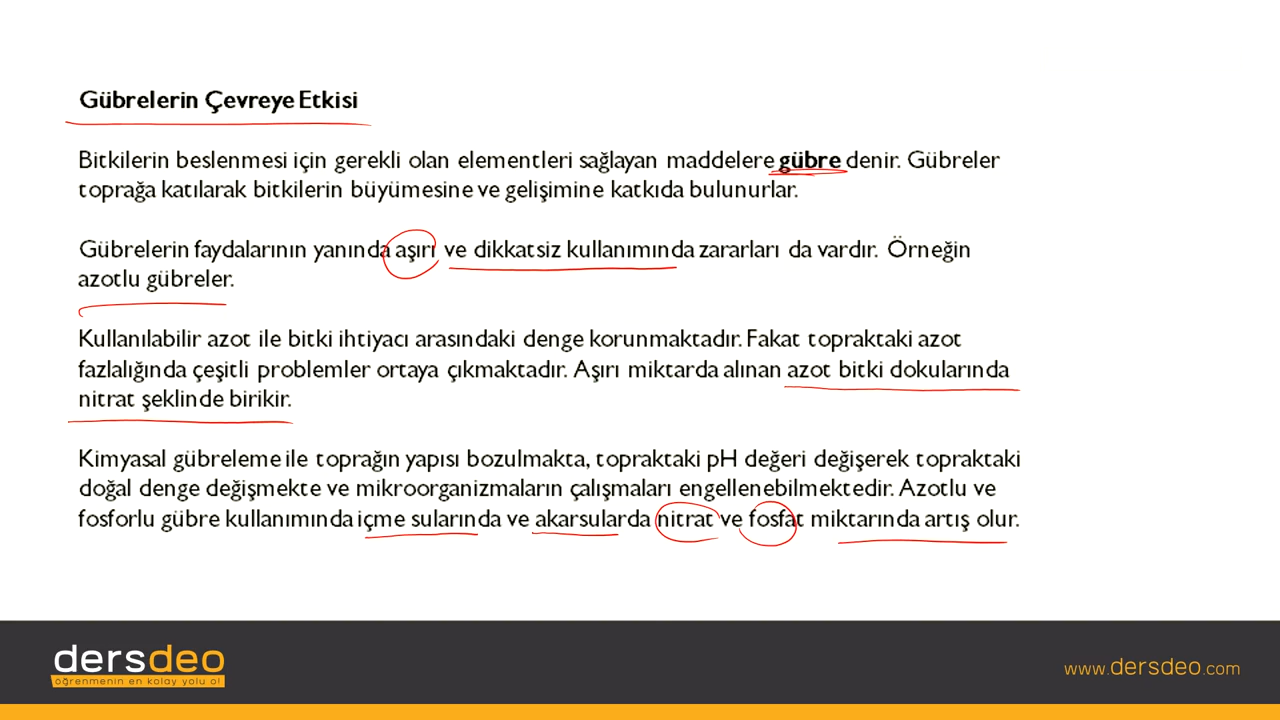 Gübrelerin Çevreye Etkisi
Bitkilerin beslenmesi için gerekli olan elementleri sağlayan maddelere gübre denir. Gübreler
toprağa katılarak bitkilerin büyümesine ve gelişimine katkıda bulunurlar.
Gübrelerin faydalarının yanında aşırı ve dikkatsiz kullanımında zararları da vardır. Örneğin
azotlu gübreler.
Kullanılabilir azot ile bitki ihtiyacı arasındaki denge korunmaktadır. Fakat topraktaki azot
fazlalığında çeşitli problemler ortaya çıkmaktadır. Aşırı miktarda alınan azot bitki dokularında
nitrat şeklinde birikir.
Kimyasal gübreleme ile toprağın yapısı bozulmakta, topraktaki pH değeri değişerek topraktaki
doğal denge değişmekte ve mikroorganizmaların çalışmaları engellenebilmektedir. Azotlu ve
fosforlu gübre kullanımında içme sularında ve akarsularda nitrat ve fosfat miktarında artış olur.
dersdeo
öğrenmenin en kolay yolu o!
www.dersdeo.com